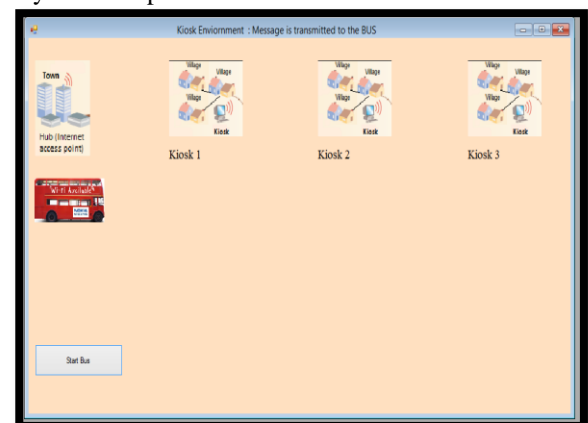 Kiosk Enviornment : Message is transmitted to the BUS
Town
Hub (Internet
access point)
Village
Village
Village
Kiosk
Kiosk 1
Village
Village
Village
Kiosk
Kiosk 2
Village
Village
Village
Kiosk
Kiosk 3
Wi-Fi Available
Start Bus